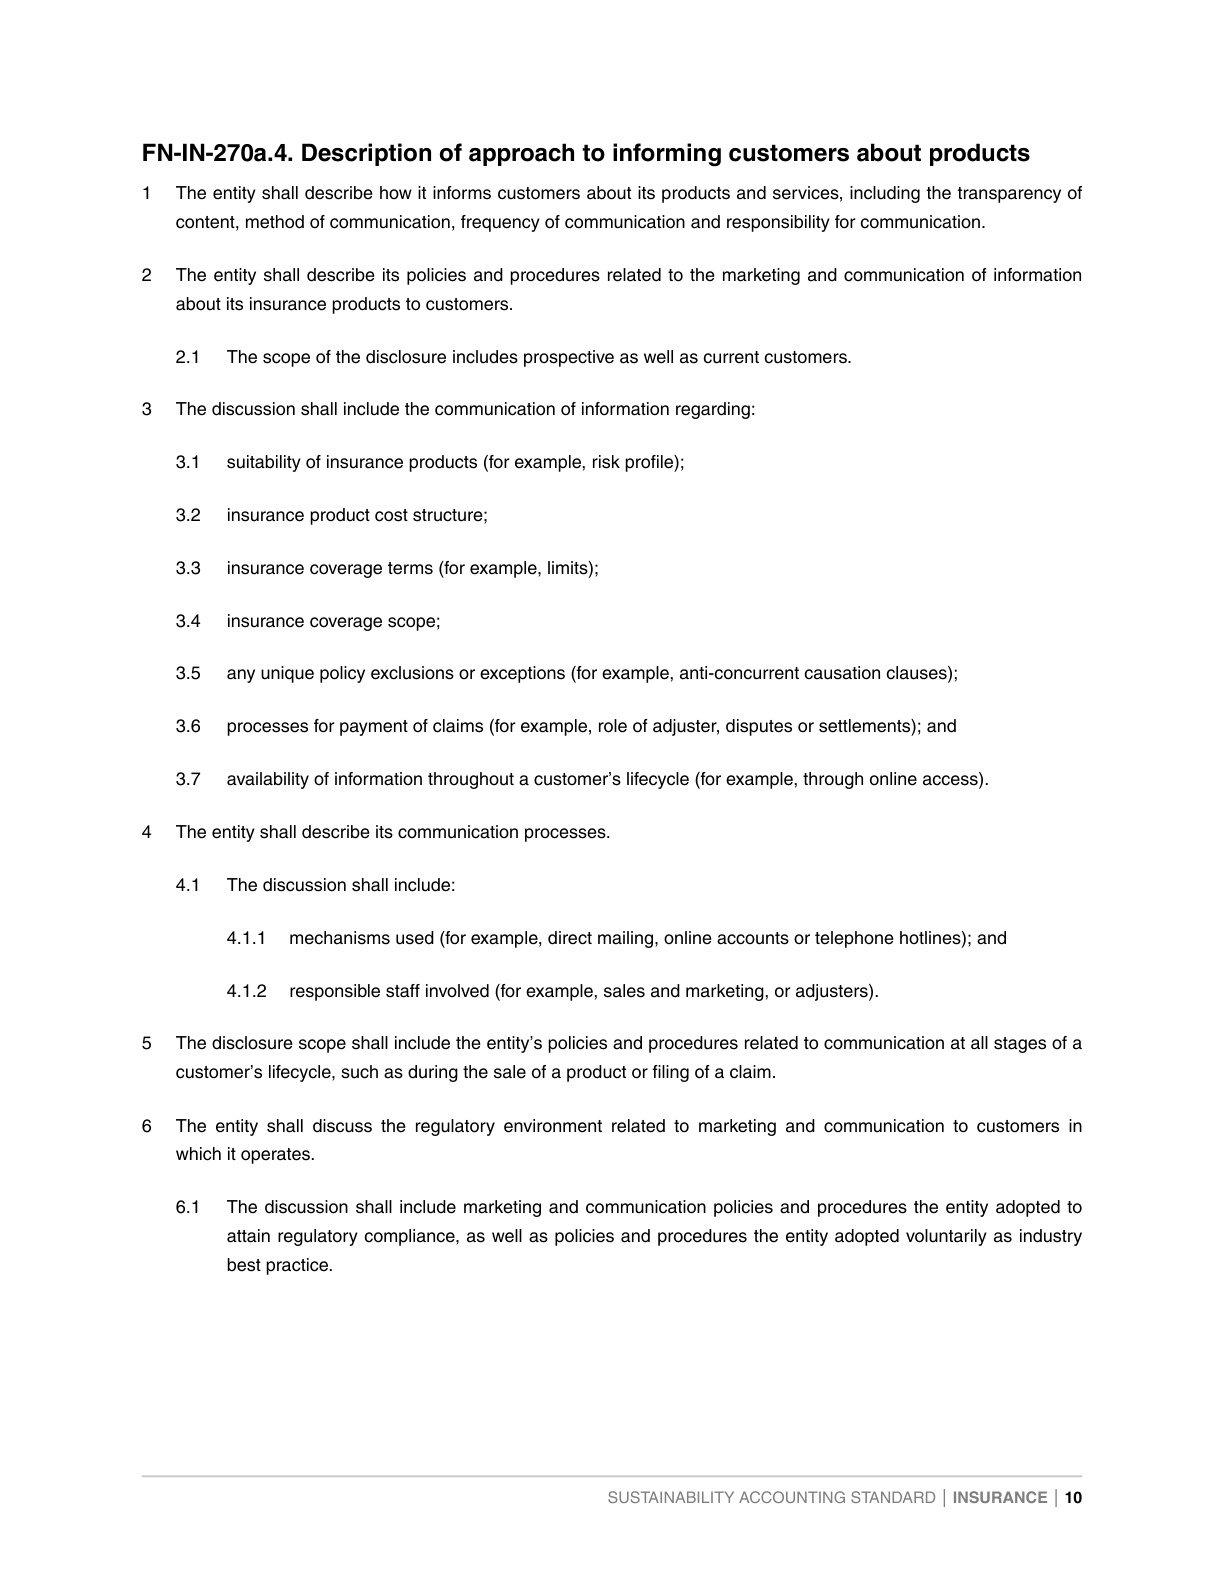 FN-IN-270a.4. Description of approach to informing customers about products
1 The entity shall describe how it informs customers about its products and services, including the transparency of
content, method of communication, frequency of communication and responsibility for communication.
2 The entity shall describe its policies and procedures related to the marketing and communication of information
about its insurance products to customers.
2.1 The scope of the disclosure includes prospective as well as current customers.
3 The discussion shall include the communication of information regarding:
3.1 suitability of insurance products (for example, risk profile);
3.2 insurance product cost structure;
3.3 insurance coverage terms (for example, limits);
3.4 insurance coverage scope;
3.5 any unique policy exclusions or exceptions (for example, anti-concurrent causation clauses);
3.6 processes for payment of claims (for example, role of adjuster, disputes or settlements); and
3.7 availability of information throughout a customer’s lifecycle (for example, through online access).
4 The entity shall describe its communication processes.
4.1 The discussion shall include:
4.1.1 mechanisms used (for example, direct mailing, online accounts or telephone hotlines); and
4.1.2 responsible staff involved (for example, sales and marketing, or adjusters).
5 The disclosure scope shall include the entity’s policies and procedures related to communication at all stages of a
customer’s lifecycle, such as during the sale of a product or filing of a claim.
6 The entity shall discuss the regulatory environment related to marketing and communication to customers in
which it operates.
6.1 The discussion shall include marketing and communication policies and procedures the entity adopted to
attain regulatory compliance, as well as policies and procedures the entity adopted voluntarily as industry
best practice.
SUSTAINABILITY ACCOUNTING STANDARD | INSURANCE | 10